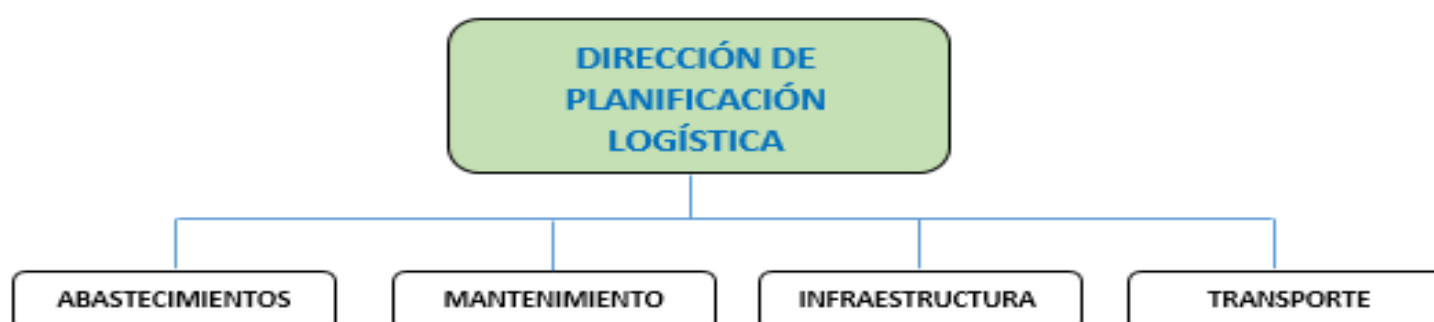 DIRECCIÓN DE
PLANIFICACIÓN
LOGÍSTICA
ABASTECIMIENTOS
MANTENIMIENTO
INFRAESTRUCTURA
TRANSPORTE